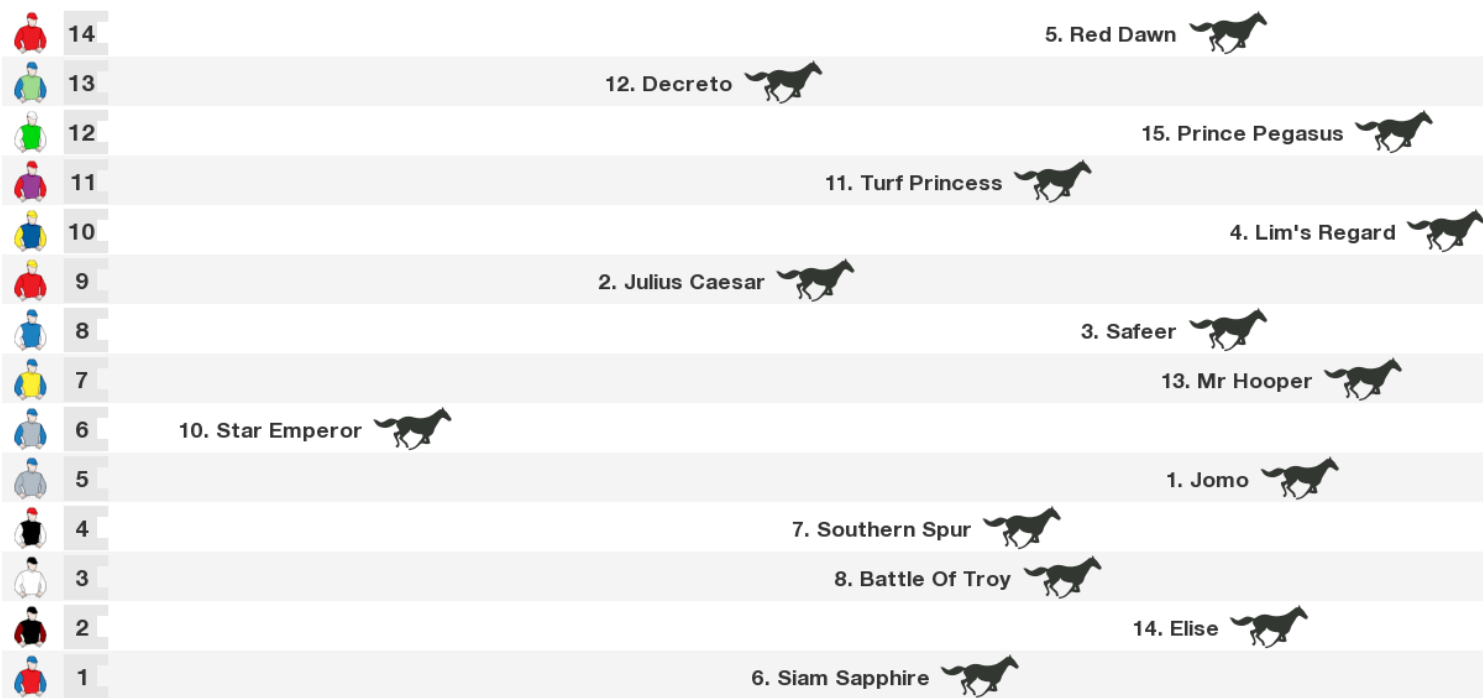 14 5. Red Dawn
13 12. Decreto
12 15. Prince Pegasus
11 11. Turf Princess
10 4. Lim's Regard
9 2. Julius Caesar
8 3. Safeer
7 13. Mr Hooper
6 10. Star Emperor
5 1. Jomo
4 7. Southern Spur
3 8. Battle Of Troy
2 14. Elise
1 6. Siam Sapphire